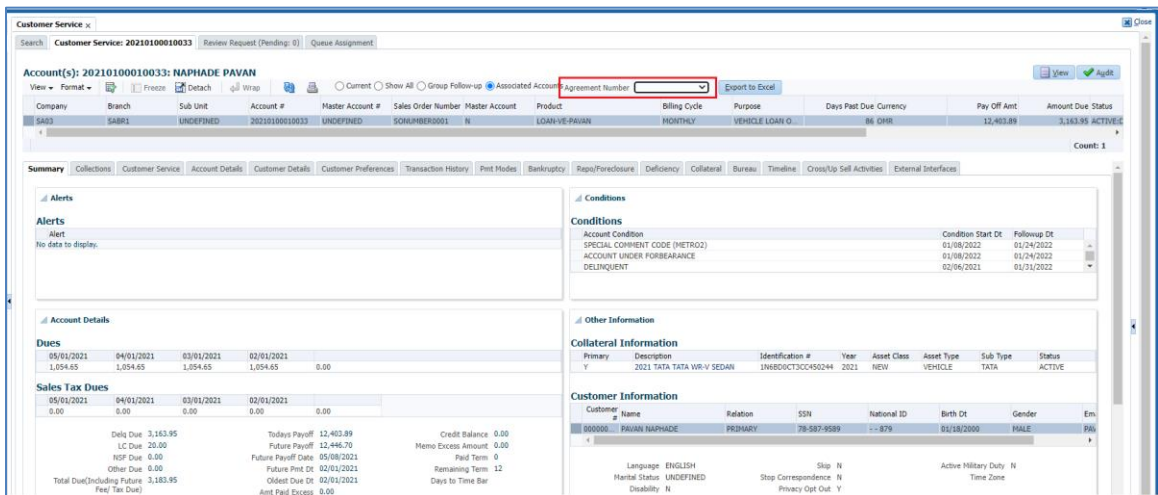 Customer Service x
Close
Search Customer Service: 20210100010033 Review Request (Pending: 0) Queue Assignment
Account(s): 20210100010033: NAPHADE PAVAN
View Audit
View Format Freeze Detach Wrap Current Show All Group Follow-up Associated Accounts Agreement Number Export to Excel
Company Branch Sub Unit Account # Master Account # Sales Order Number Master Account Product Billing Cycle Purpose Days Past Due Currency Pay Off Amt Amount Due Status
SA03 SABR1 UNDEFINED 20210100010033 UNDEFINED SONUMBER0001 N LOAN-VE-PAVAN MONTHLY VEHICLE LOAN O... 86 OMR 12,403.89 3,163.95 ACTIVE:D
Count: 1
Summary Collections Customer Service Account Details Customer Details Customer Preferences Transaction History Pmt Modes Bankruptcy Repo/Foreclosure Deficiency Collateral Bureau Timeline Cross/Up Sell Activities External Interfaces
Alerts
Alerts
Alert
No data to display.
Conditions
Conditions
Account Condition Condition Start Dt Followup Dt
SPECIAL COMMENT CODE (METRO2) 01/08/2022 01/24/2022
ACCOUNT UNDER FORBEARANCE 01/08/2022 01/24/2022
DELINQUENT 02/06/2021 01/31/2022
Account Details
Dues
05/01/2021 04/01/2021 03/01/2021 02/01/2021
1,054.65 1,054.65 1,054.65 1,054.65 0.00
Sales Tax Dues
05/01/2021 04/01/2021 03/01/2021 02/01/2021
0.00 0.00 0.00 0.00 0.00
Delq Due 3,163.95 Todays Payoff 12,403.89 Credit Balance 0.00
LC Due 20.00 Future Payoff 12,446.70 Memo Excess Amount 0.00
NSF Due 0.00 Future Payoff Date 05/08/2021 Paid Term 0
Other Due 0.00 Future Pmt Dt 02/01/2021 Remaining Term 12
Total Due(Including Future 3,183.95 Oldest Due Dt 02/01/2021 Days to Time Bar
Fee/ Tax Due) Amt Paid Excess 0.00
Other Information
Collateral Information
Primary Description Identification # Year Asset Class Asset Type Sub Type Status
Y 2021 TATA TATA WR-V SEDAN 1N6BD0CT3CC450244 2021 NEW VEHICLE TATA ACTIVE
Customer Information
Customer # Name Relation SSN National ID Birth Dt Gender Em
000000... PAVAN NAPHADE PRIMARY 78-587-9589 - - 879 01/18/2000 MALE PAV
Language ENGLISH Skip N Active Military Duty N
Marital Status UNDEFINED Stop Correspondence N Time Zone
Disability N Privacy Opt Out Y